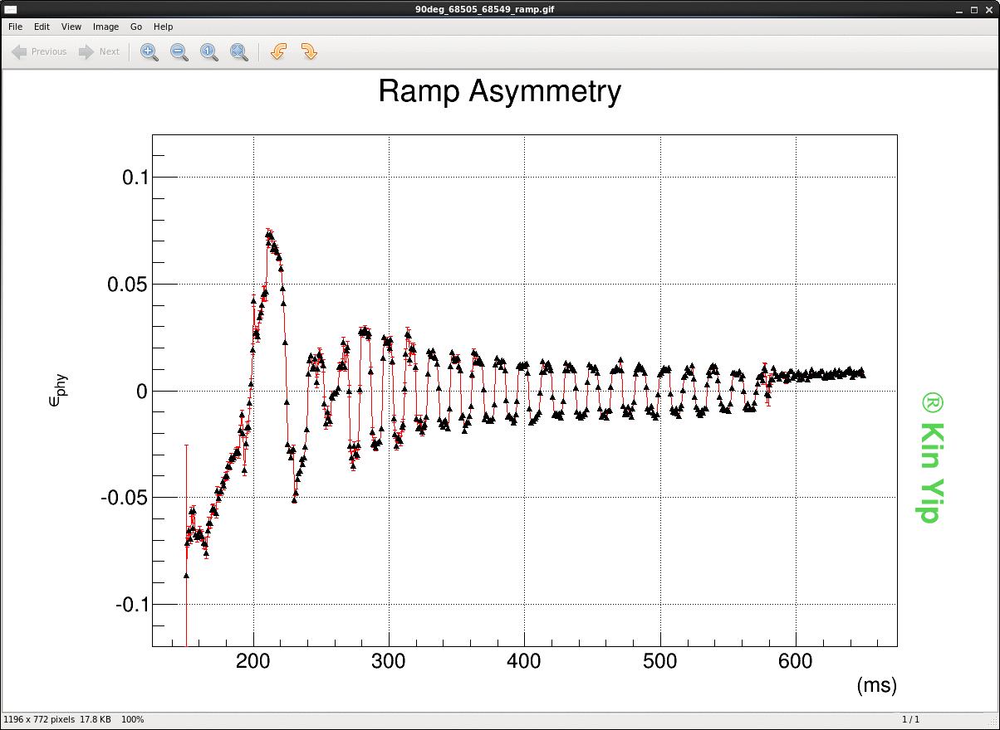 90deg_68505_68549_ramp.gif
File Edit View Image Go Help
Previous Next
Ramp Asymmetry
0.1
0.05
0
-0.05
-0.1
ϵphy
200 300 400 500 600
(ms)
® Kin Yip
1196 x 772 pixels 17.8 KB 100%
1 / 1